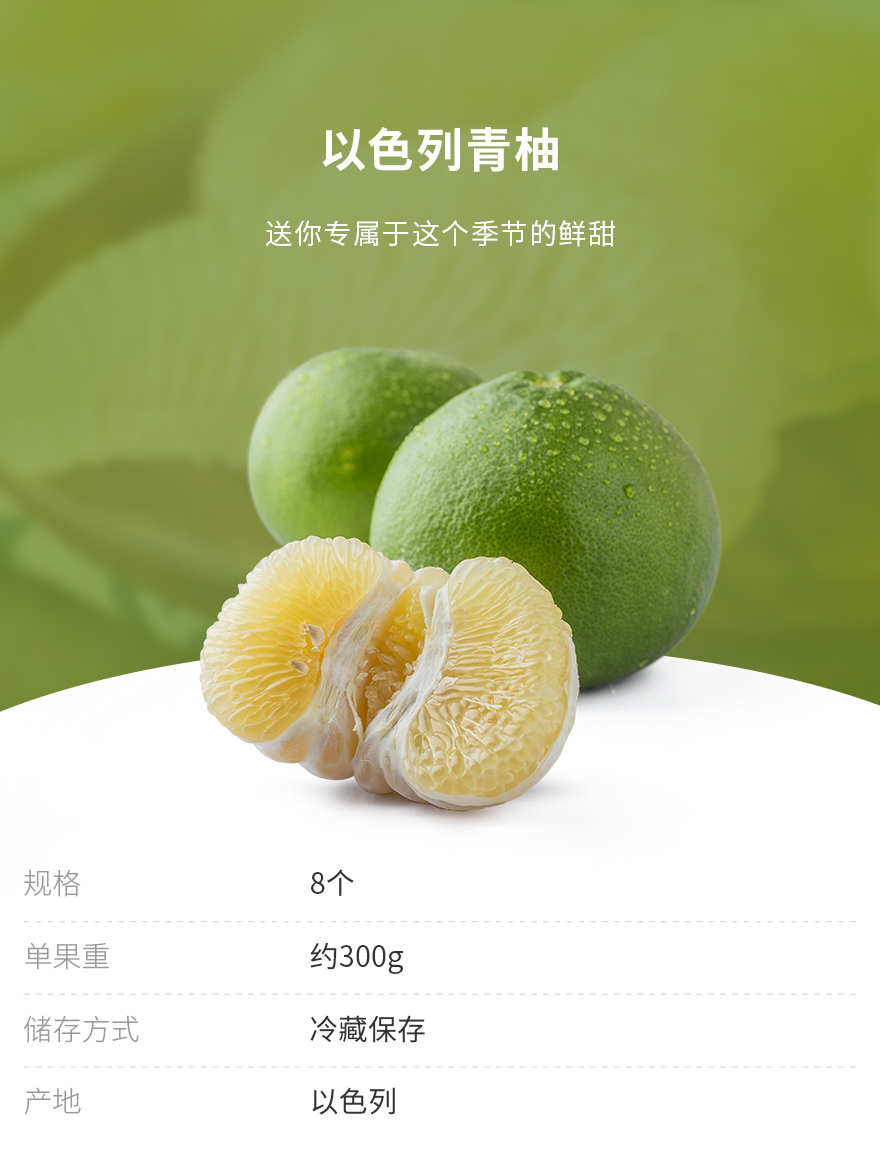 以色列青柚
送你专属于这个季节的鲜甜
规格 8个
单果重 约300g
储存方式 冷藏保存
产地 以色列